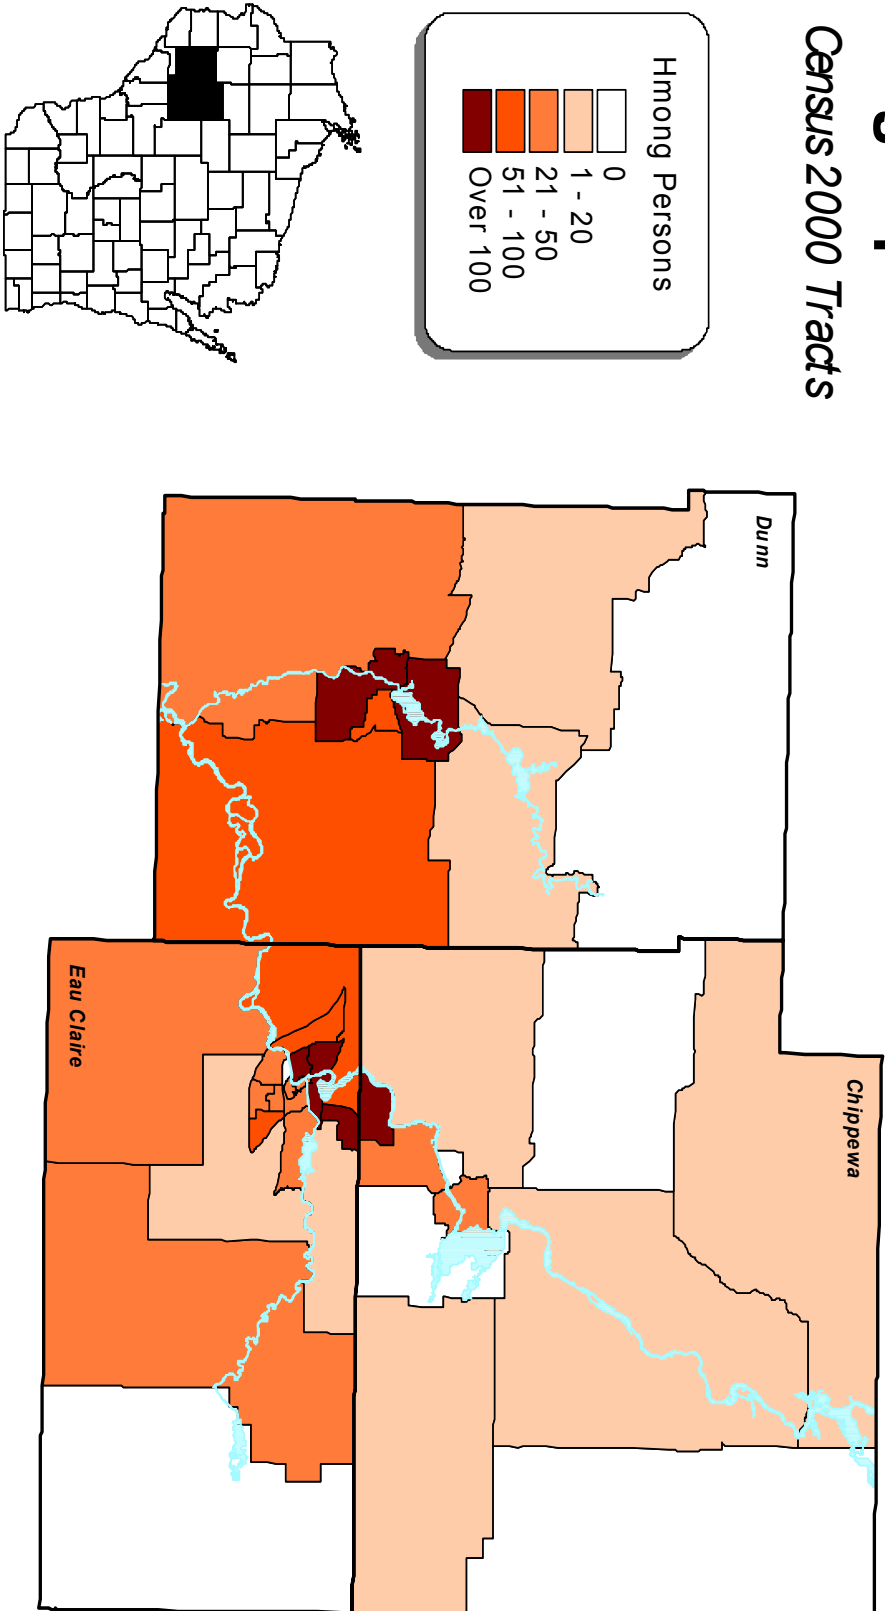 Census 2000 Tracts
Hmong Persons
0
1 - 20
21 - 50
51 - 100
Over 100
Dunn
Chippewa
Eau Claire